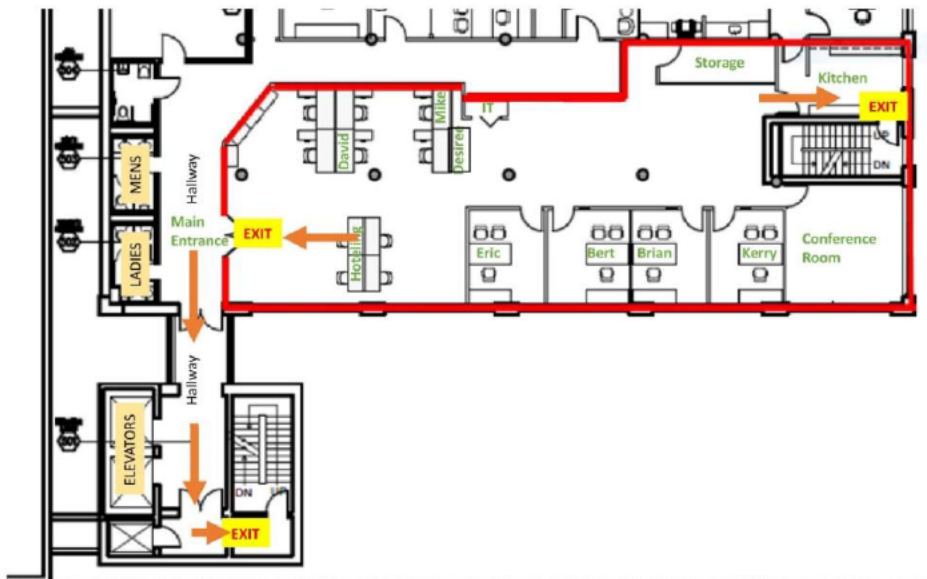 Storage
Kitchen
EXIT
UP
DN
IT
Mike
Desiree
David
MENS
Hallway
LADIES
Main
Entrance
EXIT
Hoteling
Eric
Bert
Brian
Kerry
Conference
Room
Hallway
ELEVATORS
DN
UP
EXIT